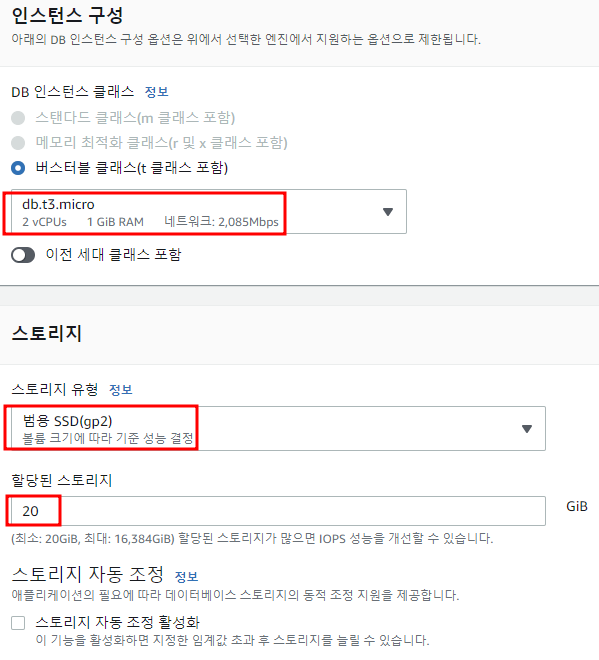 인스턴스 구성
아래의 DB 인스턴스 구성 옵션은 위에서 선택한 엔진에서 지원하는 옵션으로 제한됩니다.
DB 인스턴스 클래스 정보
스탠다드 클래스(m 클래스 포함)
메모리 최적화 클래스(r 및 x 클래스 포함)
버스터블 클래스(t 클래스 포함)
db.t3.micro
2 vCPUs 1 GiB RAM 네트워크: 2,085Mbps
이전 세대 클래스 포함
스토리지
스토리지 유형 정보
범용 SSD(gp2)
볼륨 크기에 따라 기준 성능 결정
할당된 스토리지
20 GiB
(최소: 20GiB, 최대: 16,384GiB) 할당된 스토리지가 많으면 IOPS 성능을 개선할 수 있습니다.
스토리지 자동 조정 정보
애플리케이션의 필요에 따라 데이터베이스 스토리지의 동적 조정 지원을 제공합니다.
스토리지 자동 조정 활성화
이 기능을 활성화하면 지정한 임계값 초과 후 스토리지를 늘릴 수 있습니다.